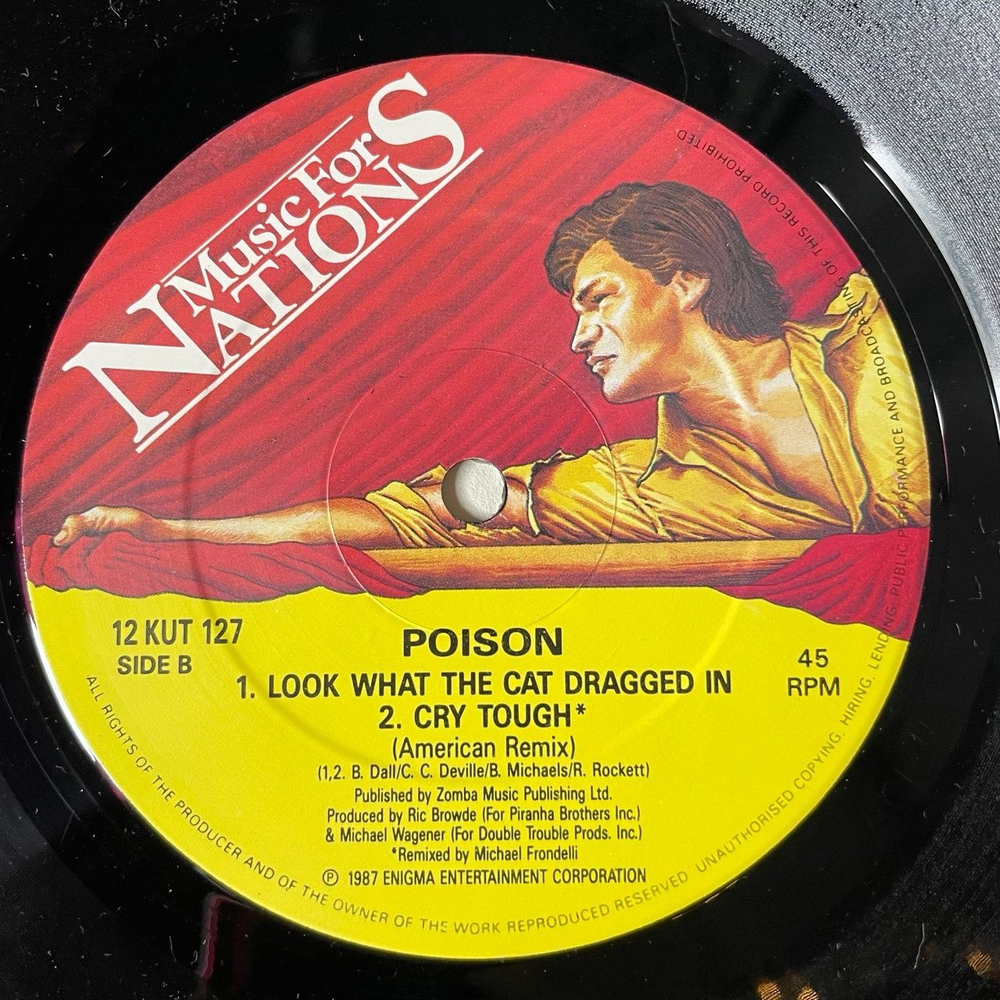 Music For
NATIONS
12 KUT 127
SIDE B
POISON
45
RPM
1. LOOK WHAT THE CAT DRAGGED IN
2. CRY TOUGH*
(American Remix)
(1,2. B. Dall/C. C. Deville/B. Michaels/R. Rockett)
Published by Zomba Music Publishing Ltd.
Produced by Ric Browde (For Piranha Brothers Inc.)
& Michael Wagener (For Double Trouble Prods. Inc.)
*Remixed by Michael Frondelli
Ⓟ 1987 ENIGMA ENTERTAINMENT CORPORATION
ALL RIGHTS OF THE PRODUCER AND OF THE OWNER OF THE WORK REPRODUCED RESERVED. UNAUTHORISED COPYING, HIRING, LENDING, PUBLIC PERFORMANCE AND BROADCASTING OF THIS RECORD PROHIBITED